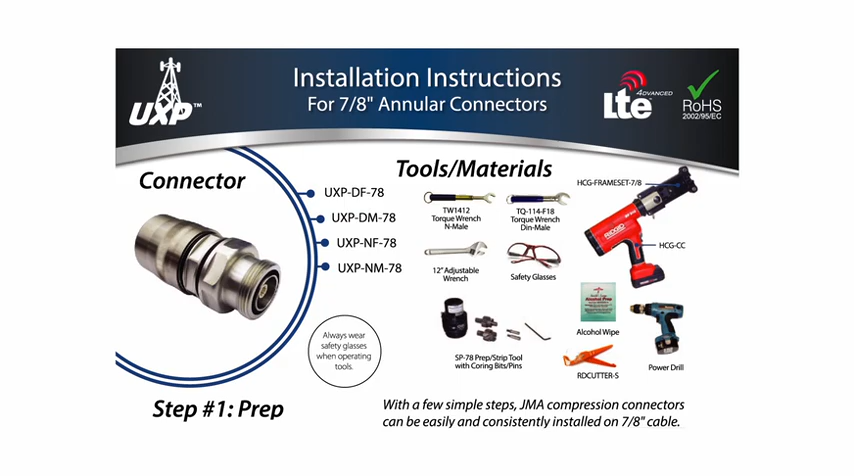 UXP™
Installation Instructions
For 7/8" Annular Connectors
Lte 4DVANCED
RoHS
2002/95/EC
Connector
UXP-DF-78
UXP-DM-78
UXP-NF-78
UXP-NM-78
Tools/Materials
TW1412
Torque Wrench
N-Male
TQ-114-F18
Torque Wrench
Din-Male
HCG-FRAMESET-7/8
RIDGID
HCG-CC
12" Adjustable
Wrench
Safety Glasses
Alcohol Prep
Alcohol Wipe
SP-78 Prep/Strip Tool
with Coring Bits/Pins
RDCUTTER-S
Power Drill
Always wear
safety glasses
when operating
tools.
Step #1: Prep
With a few simple steps, JMA compression connectors
can be easily and consistently installed on 7/8" cable.